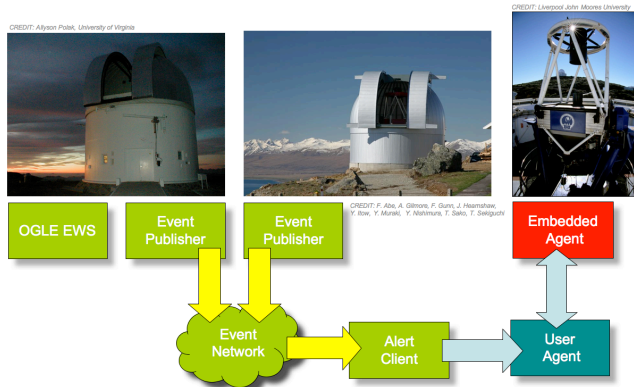 CREDIT: Allyson Polak, University of Virginia
CREDIT: Liverpool John Moores University
CREDIT: F. Abe, A. Gilmore, F. Gunn, J. Hearnshaw,
Y. Itow, Y. Muraki, Y. Nishimura, T. Sako, T. Sekiguchi
OGLE EWS
Event
Publisher
Event
Publisher
Embedded
Agent
Event
Network
Alert
Client
User
Agent